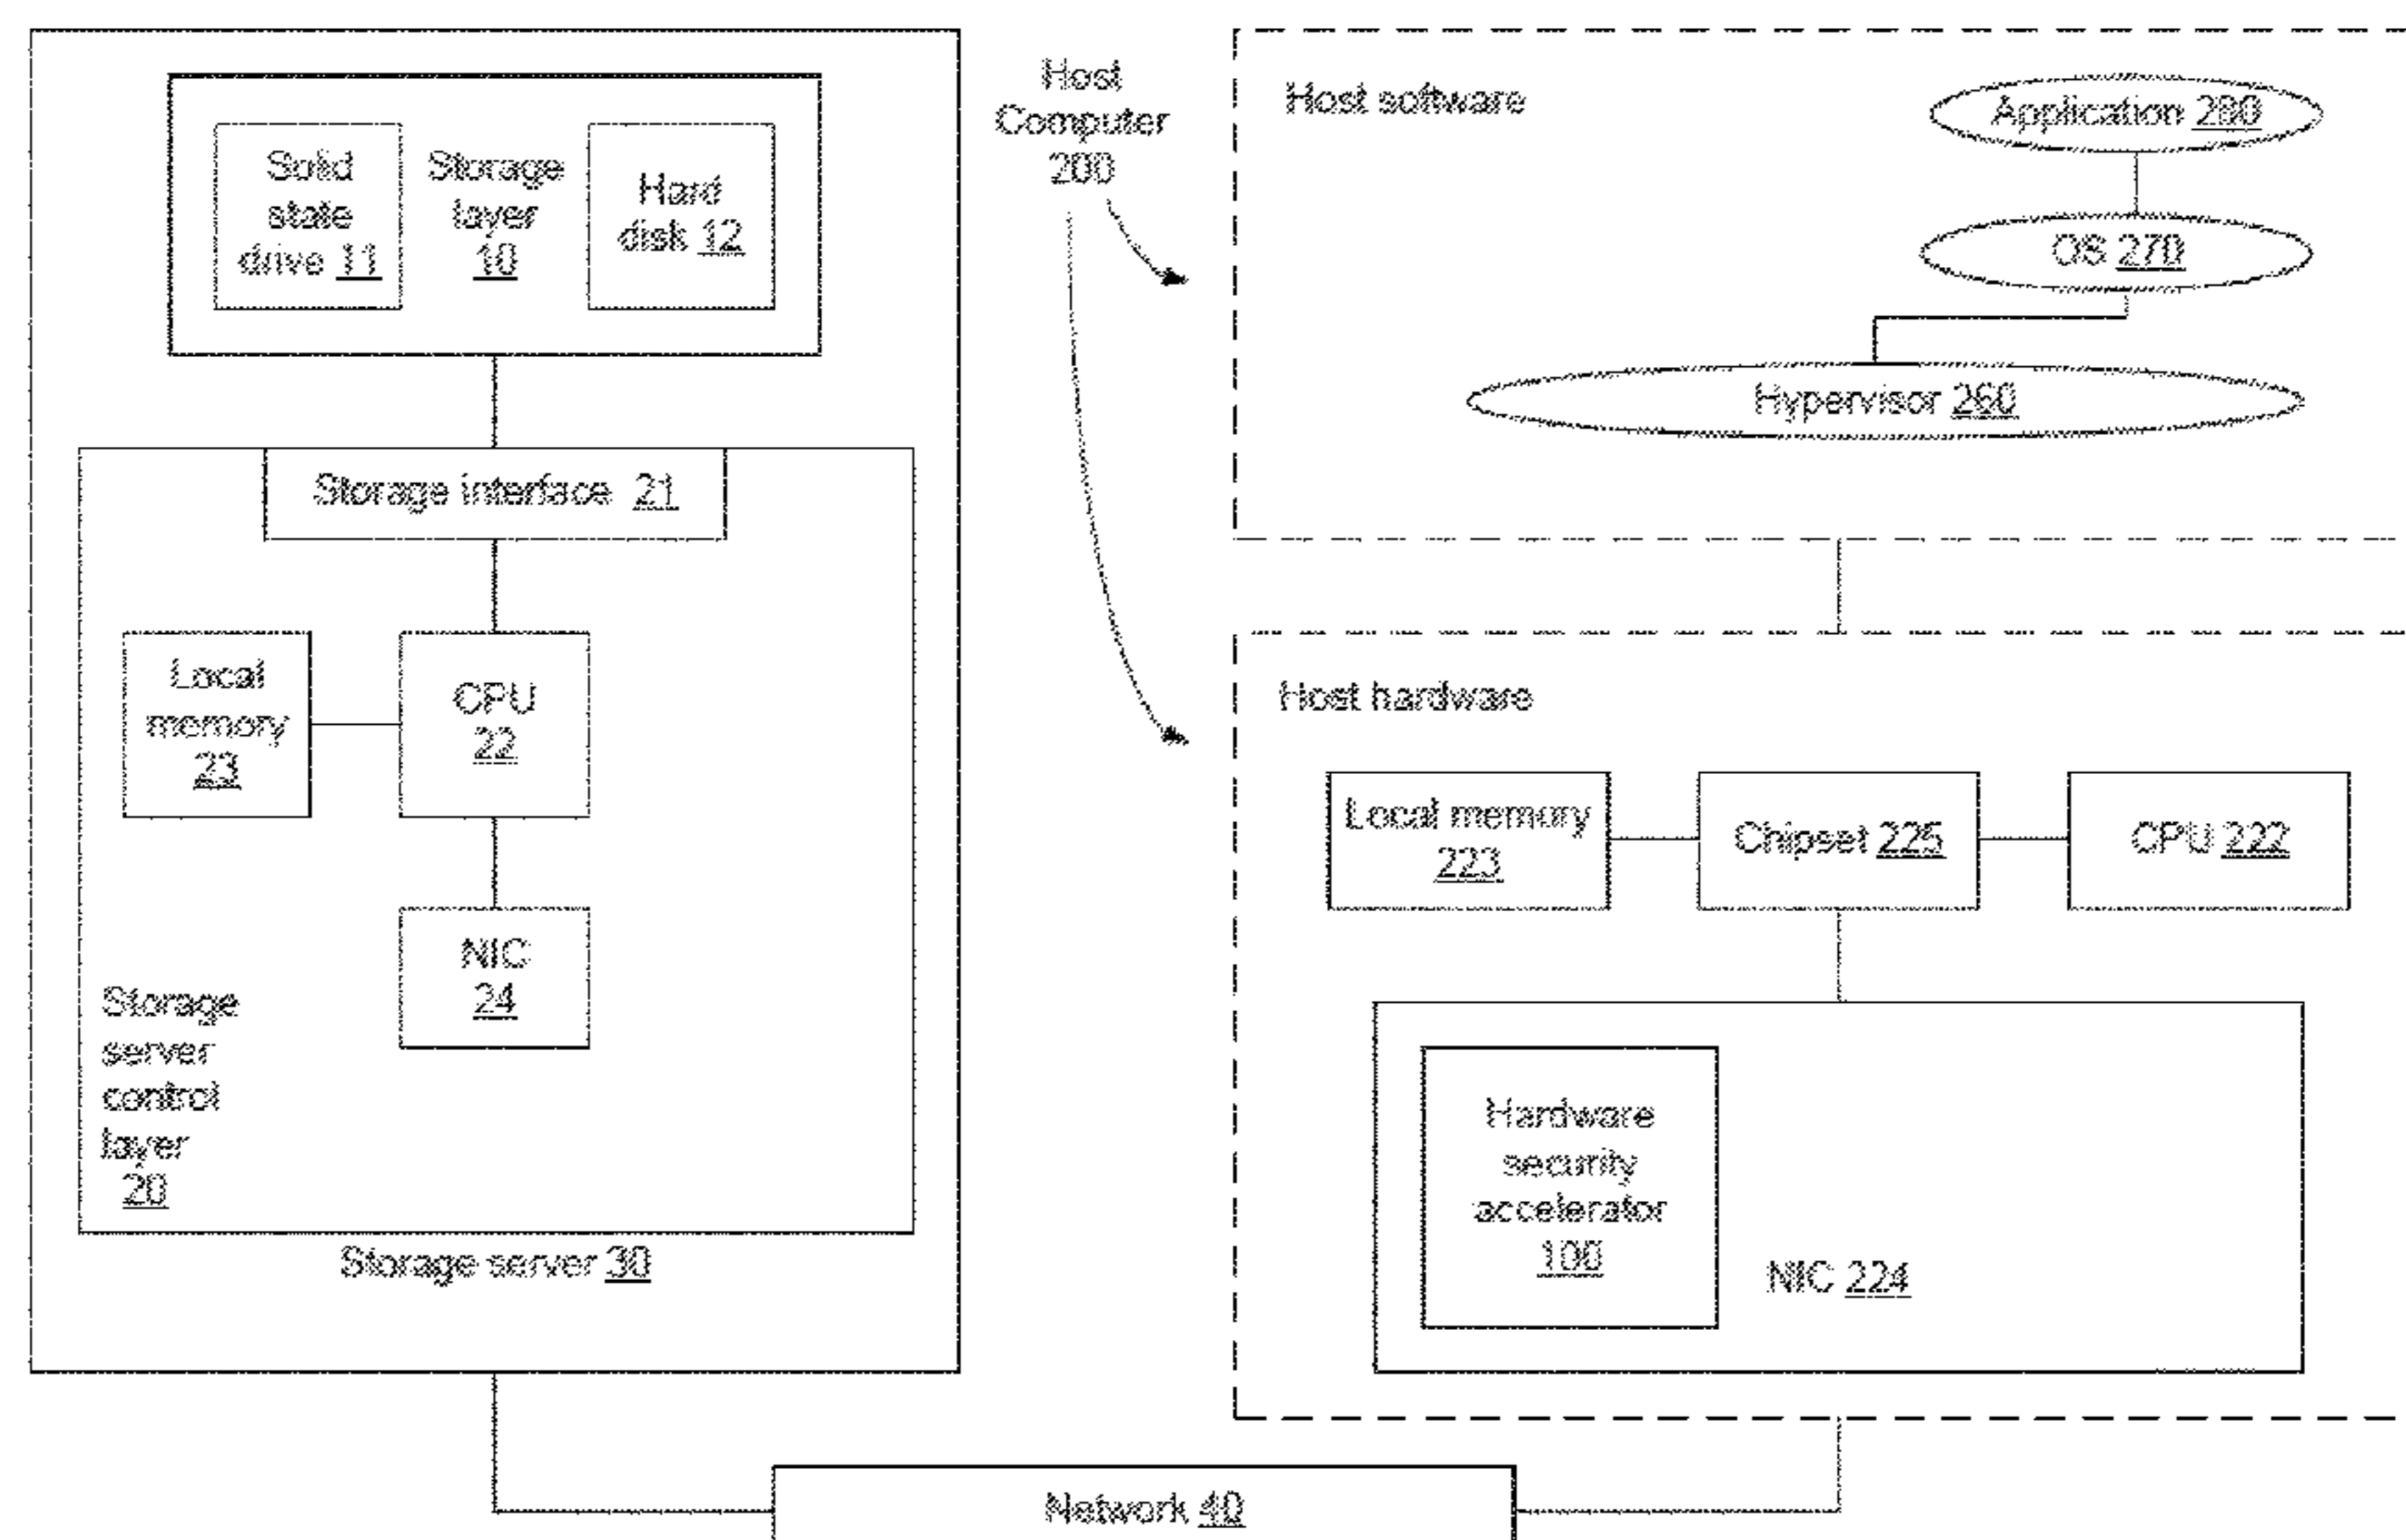 Solid
state
drive 11
Storage
layer
10
Hard
disk 12
Storage interface 21
Local
memory
23
CPU
22
NIC
24
Storage
server
control
layer
20
Storage server 30
Host
Computer
200
Host software
Application 280
OS 270
Hypervisor 260
Host hardware
Local memory
223
Chipset 225
CPU 222
Hardware
security
accelerator
100
NIC 224
Network 40